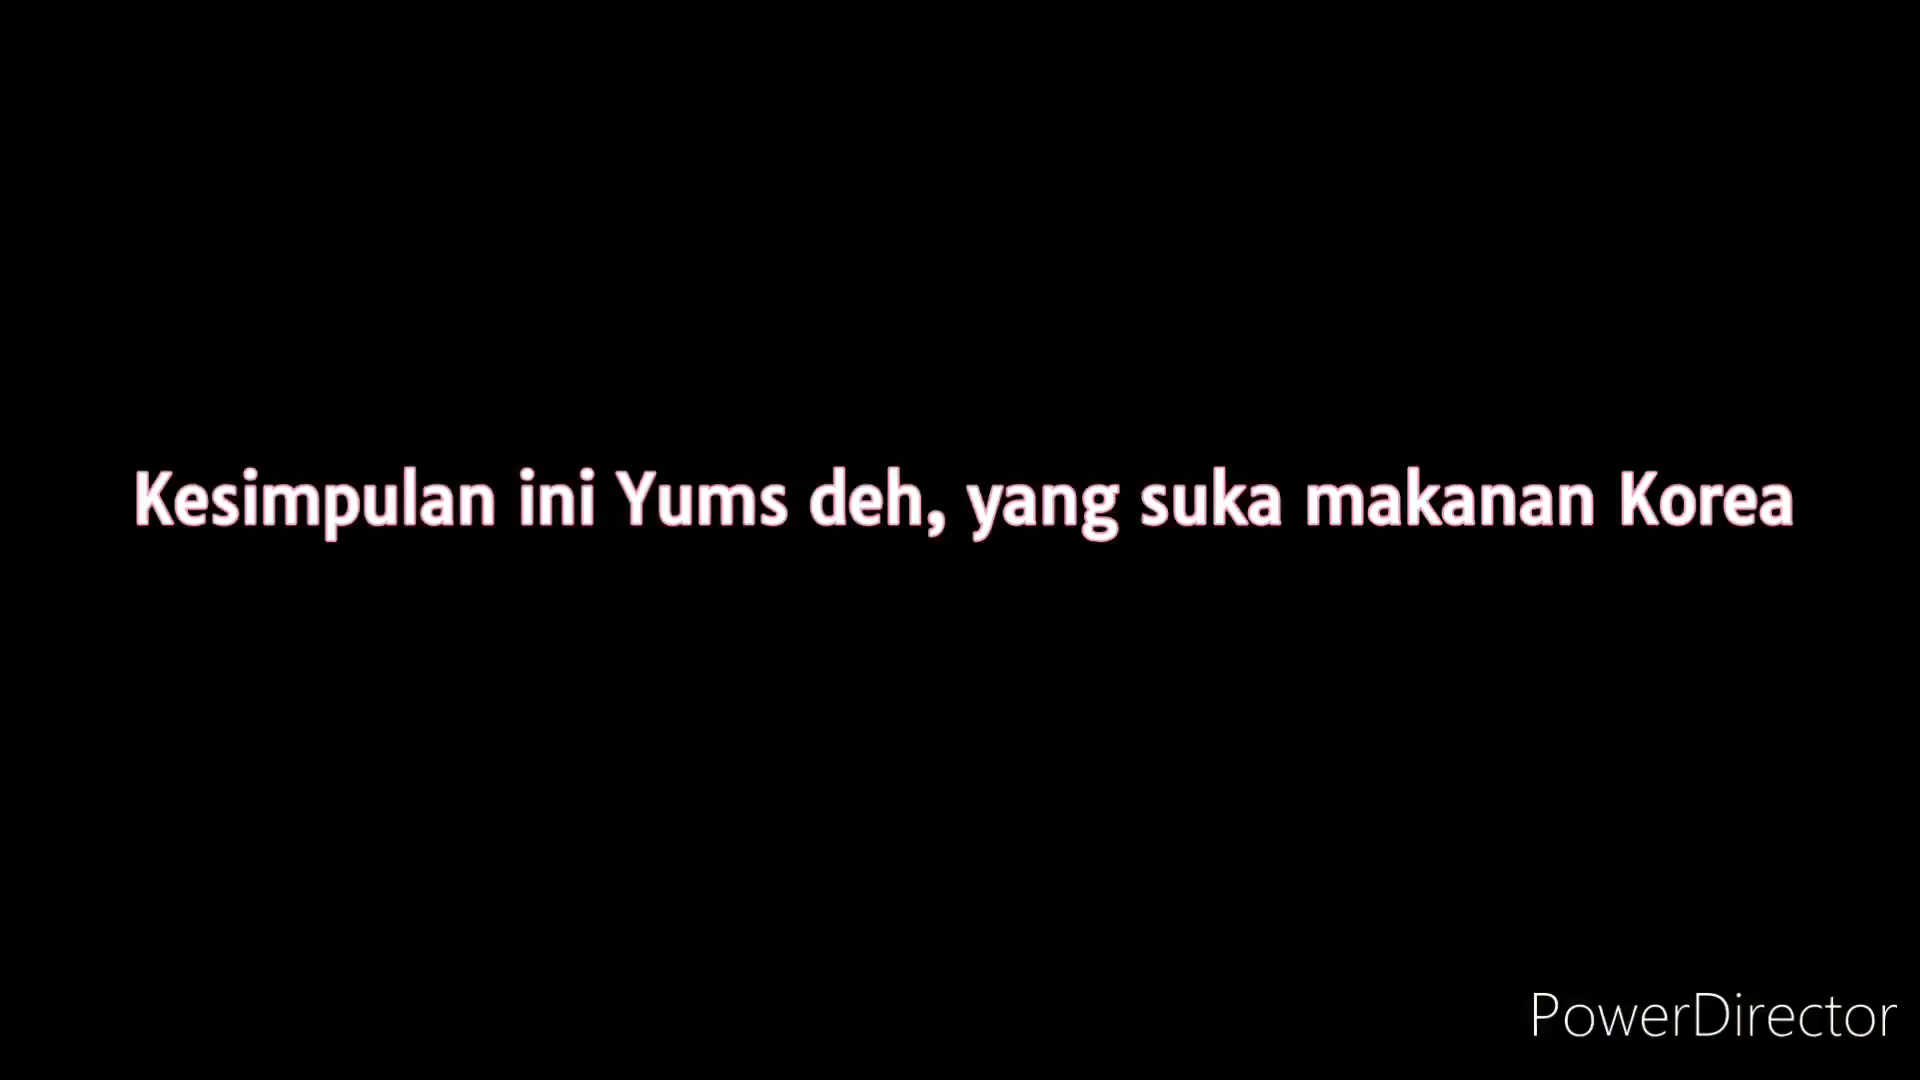 Kesimpulan ini Yums deh, yang suka makanan Korea
PowerDirector